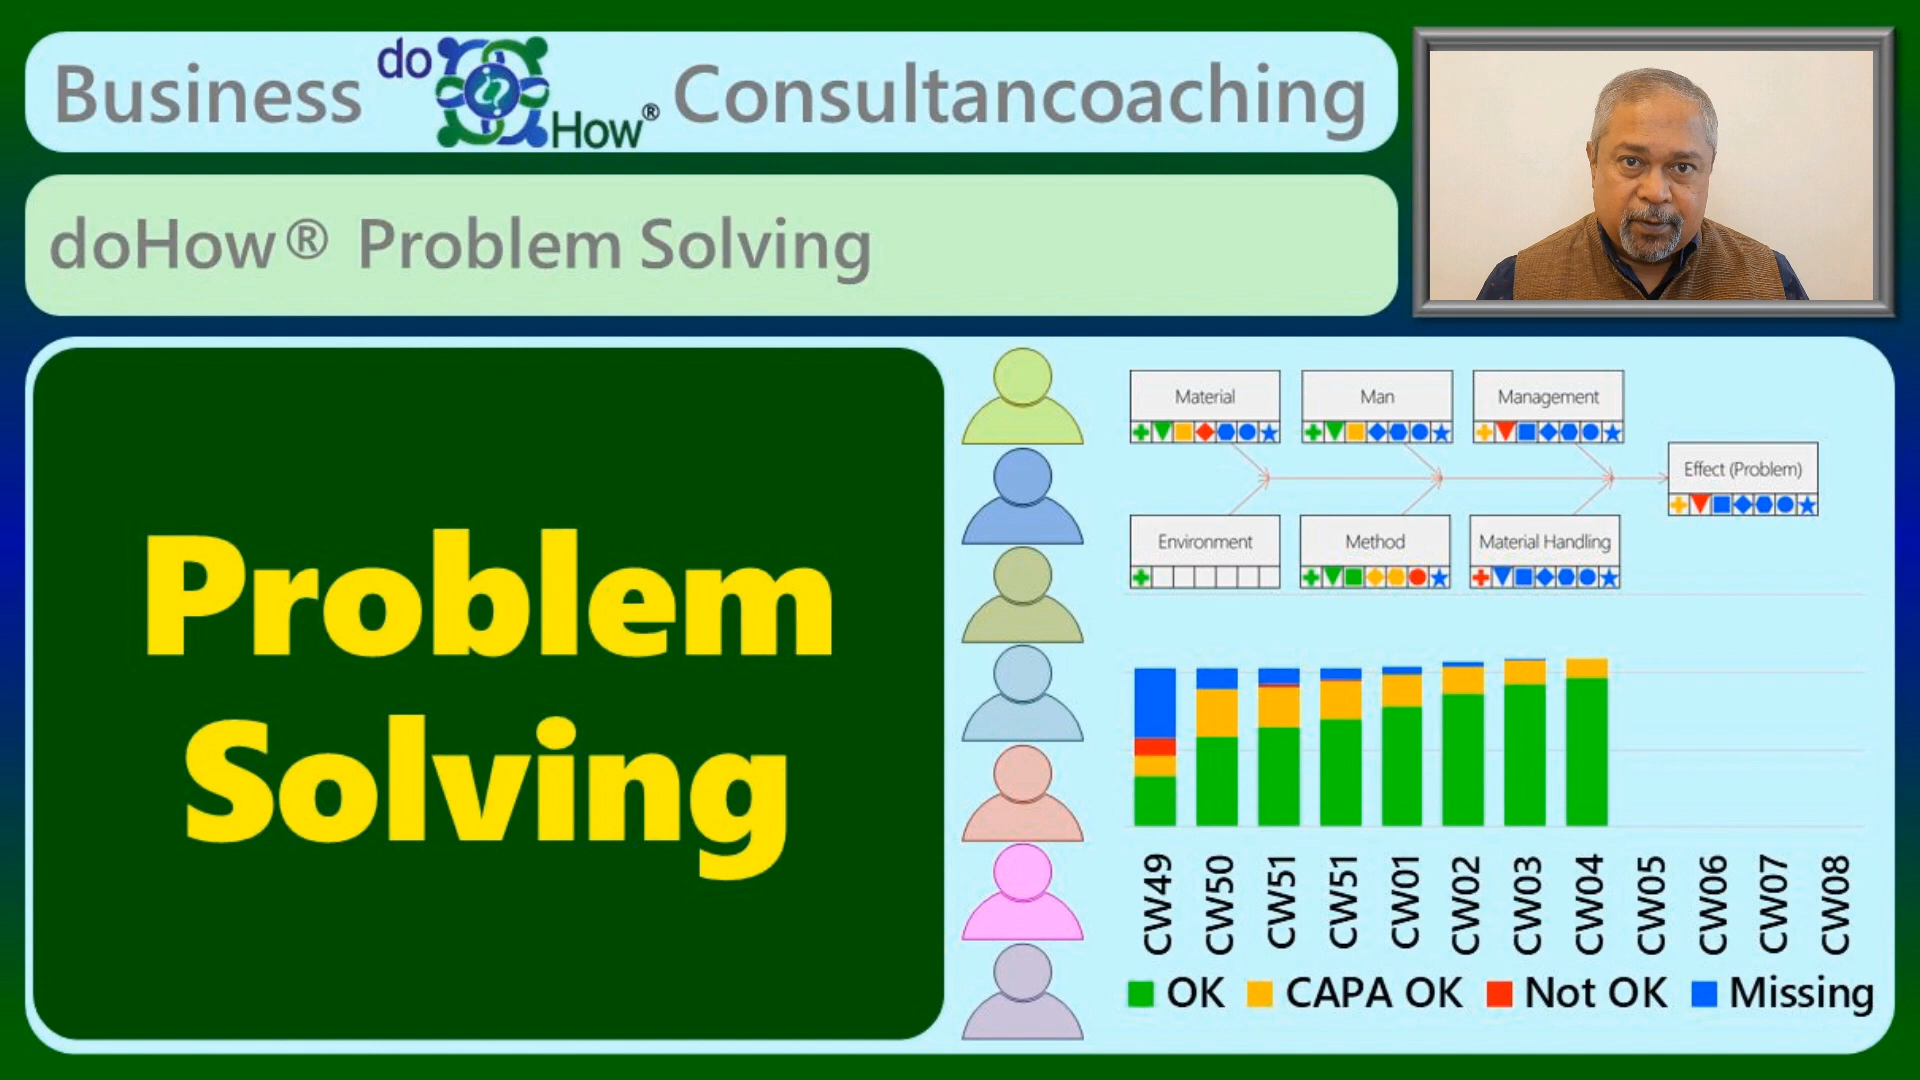 Business do How® Consultancoaching
doHow® Problem Solving
Problem
Solving
Material
Man
Management
Effect (Problem)
Environment
Method
Material Handling
CW49
CW50
CW51
CW51
CW01
CW02
CW03
CW04
CW05
CW06
CW07
CW08
OK CAPA OK Not OK Missing